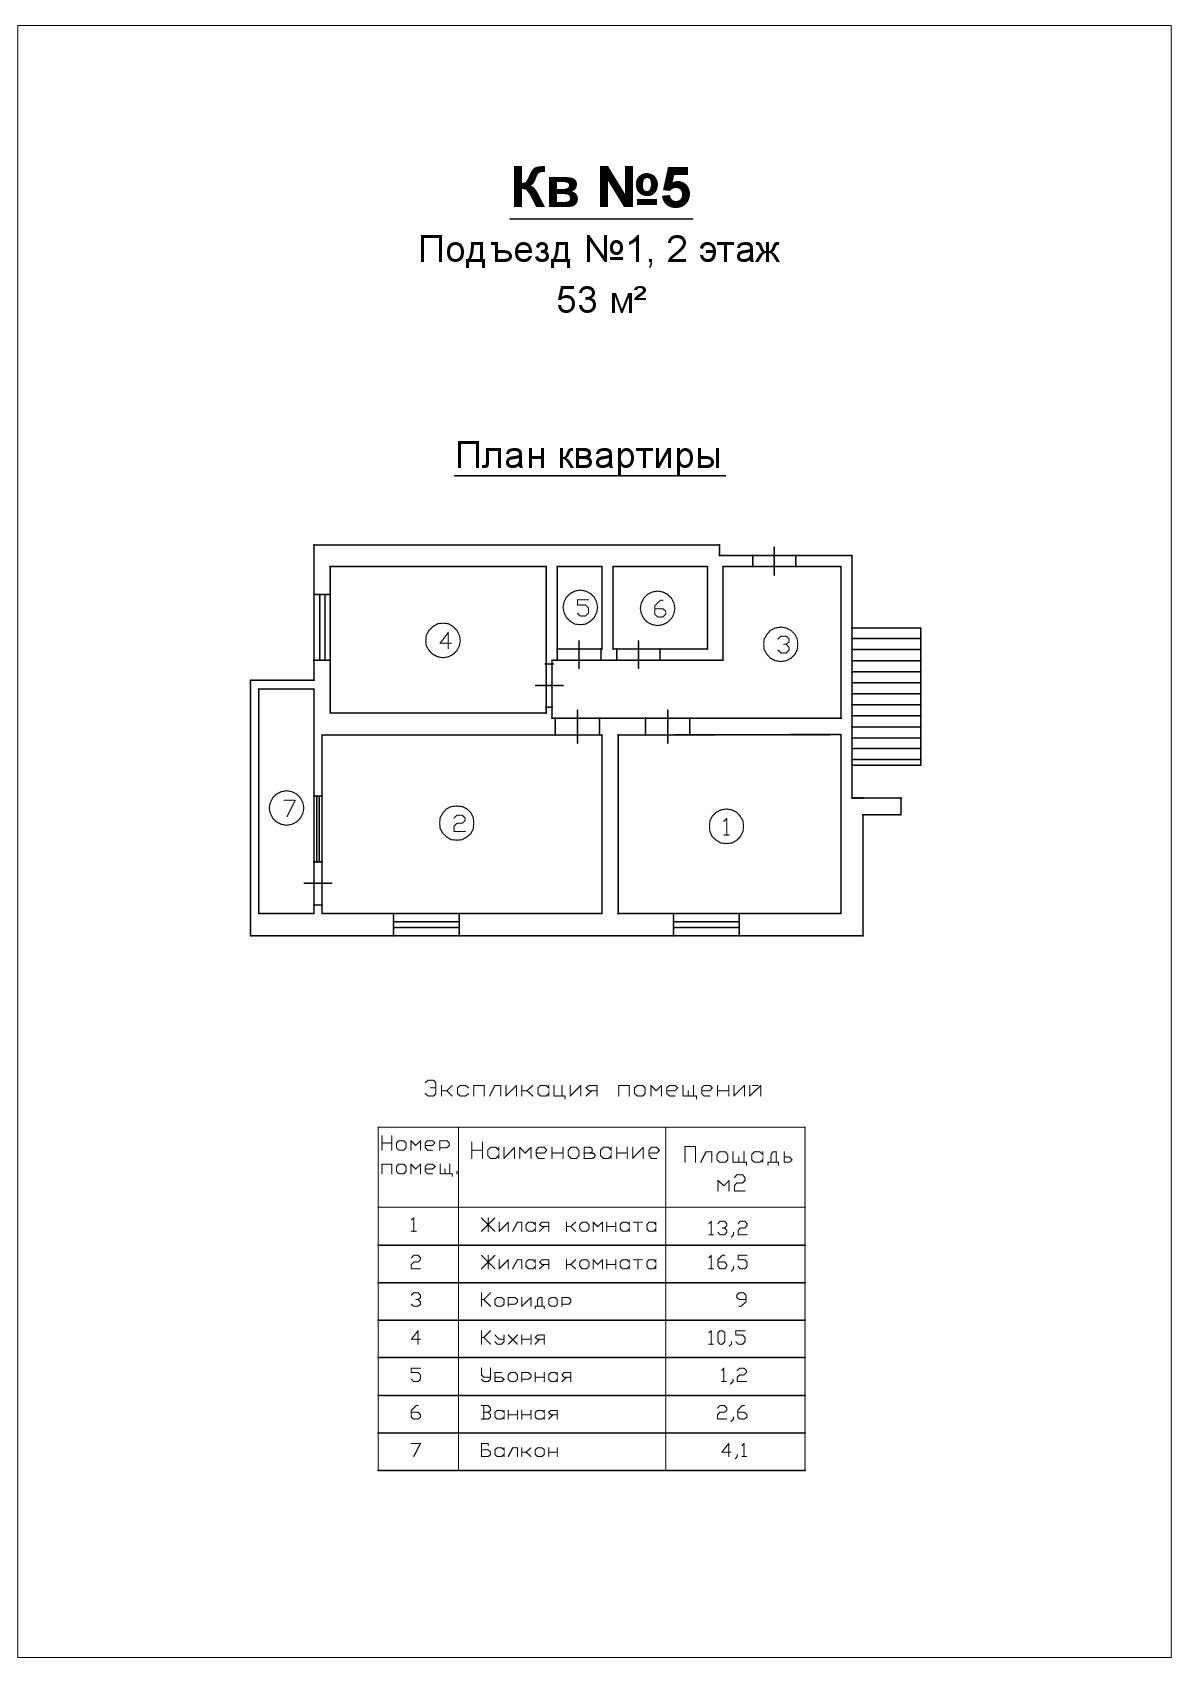 Кв №5
Подъезд №1, 2 этаж
53 м²
План квартиры
5
6
4
3
7
2
1
Экспликация помещений
Номер помещ. Наименование Площадь м2
1 Жилая комната 13,2
2 Жилая комната 16,5
3 Коридор 9
4 Кухня 10,5
5 Уборная 1,2
6 Ванная 2,6
7 Балкон 4,1